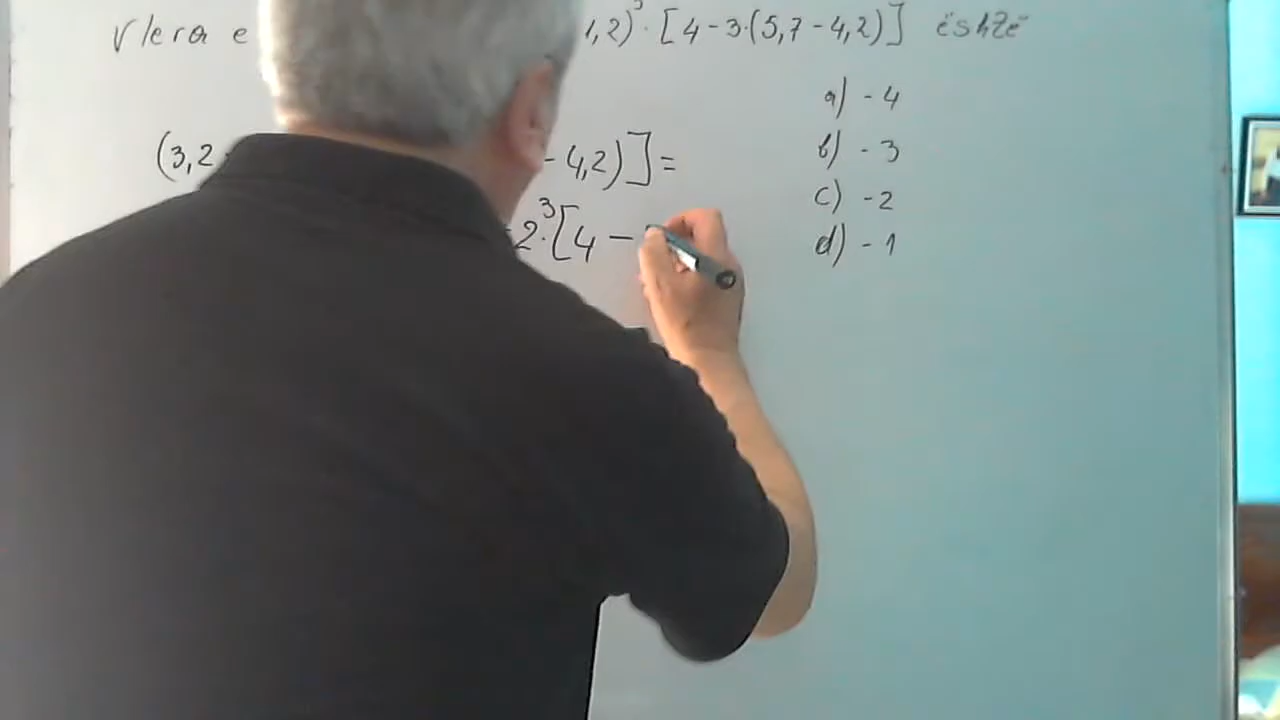 Vlera e 1,2)³ · [4 - 3·(5,7 - 4,2)] është
a) - 4
b) - 3
c) - 2
d) - 1
(3,2 - 4,2)] =
2³·[4 -